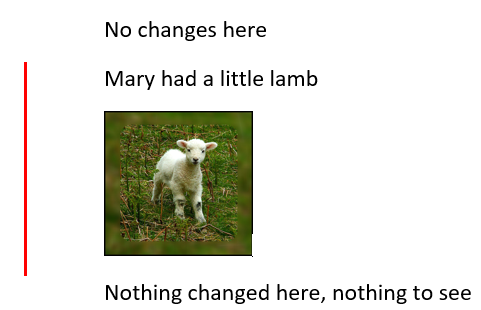 No changes here
Mary had a little lamb
Nothing changed here, nothing to see